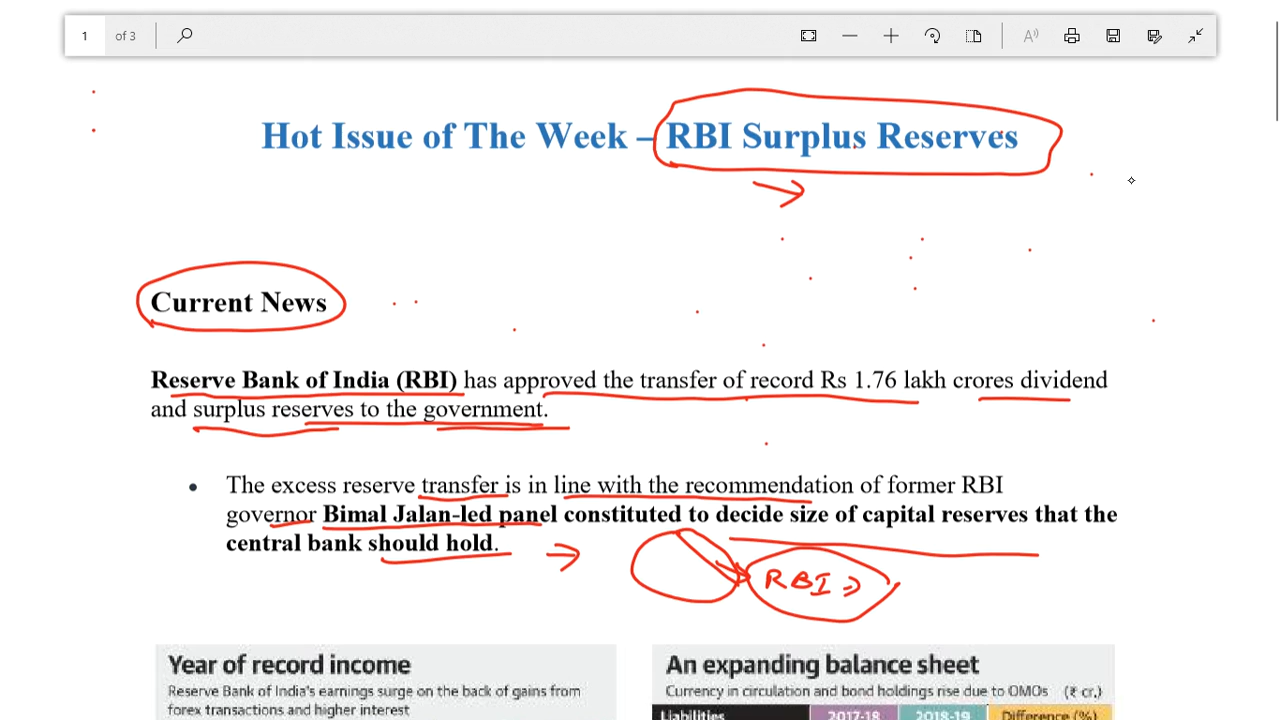 1 of 3
Hot Issue of The Week – RBI Surplus Reserves
Current News
Reserve Bank of India (RBI) has approved the transfer of record Rs 1.76 lakh crores dividend
and surplus reserves to the government.
• The excess reserve transfer is in line with the recommendation of former RBI
governor Bimal Jalan-led panel constituted to decide size of capital reserves that the
central bank should hold.
RBI
Year of record income
Reserve Bank of India's earnings surge on the back of gains from
forex transactions and higher interest
An expanding balance sheet
Currency in circulation and bond holdings rise due to OMOs (₹ cr.)
Liabilities 2017-18 2018-19 Difference (%)